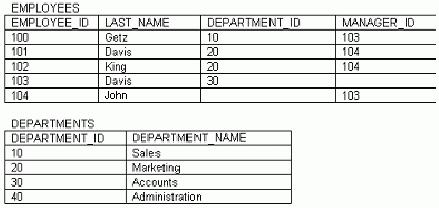 EMPLOYEES
EMPLOYEE_ID LAST_NAME DEPARTMENT_ID MANAGER_ID
100 Getz 10 103
101 Davis 20 104
102 King 20 104
103 Davis 30
104 John 103
DEPARTMENTS
DEPARTMENT_ID DEPARTMENT_NAME
10 Sales
20 Marketing
30 Accounts
40 Administration